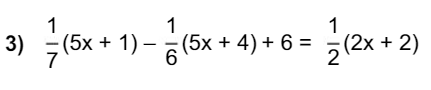 3) 1/7 (5x + 1) – 1/6 (5x + 4) + 6 = 1/2 (2x + 2)